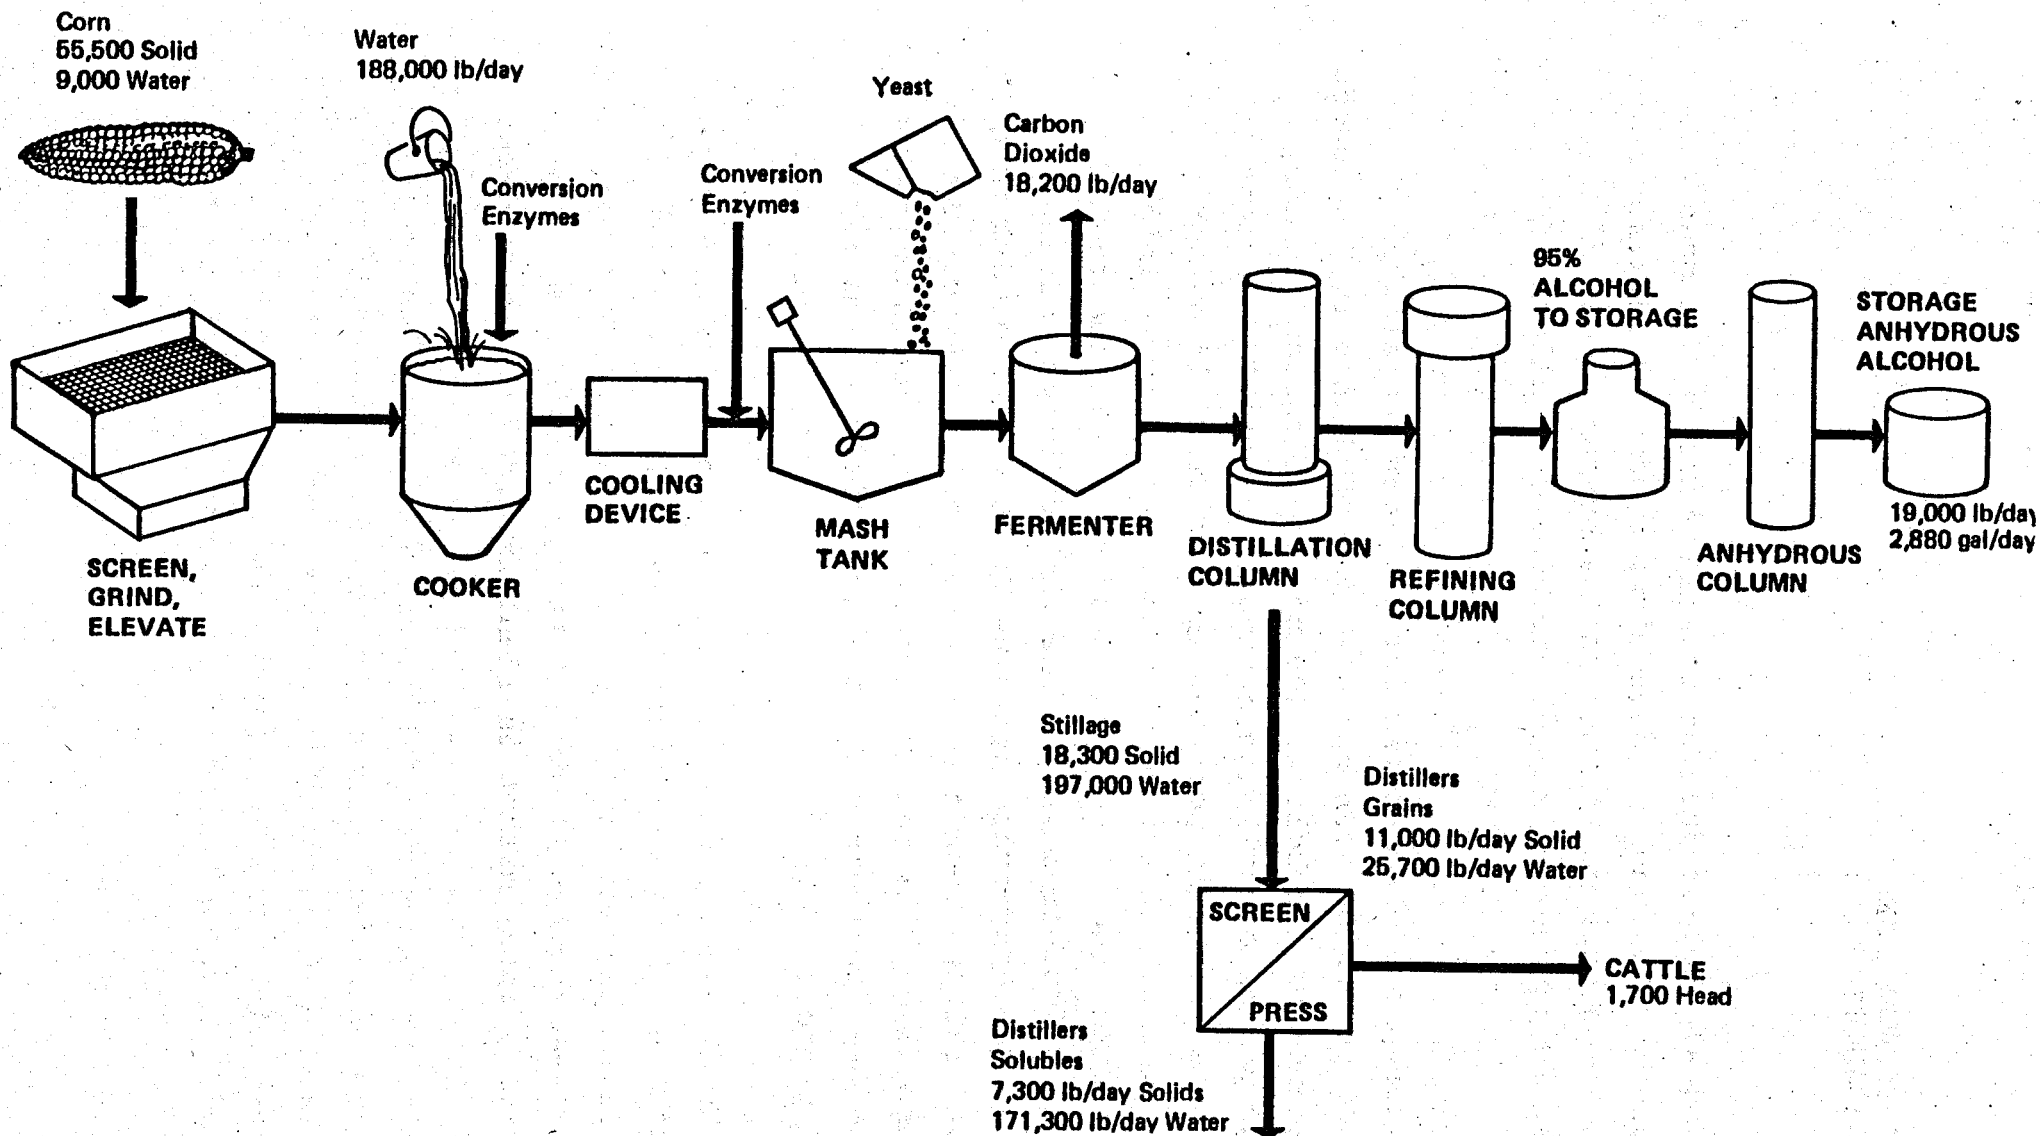 Corn
55,500 Solid
9,000 Water
Water
188,000 lb/day
Conversion
Enzymes
Conversion
Enzymes
Yeast
Carbon
Dioxide
18,200 lb/day
95%
ALCOHOL
TO STORAGE
STORAGE
ANHYDROUS
ALCOHOL
SCREEN,
GRIND,
ELEVATE
COOKER
COOLING
DEVICE
MASH
TANK
FERMENTER
DISTILLATION
COLUMN
REFINING
COLUMN
ANHYDROUS
COLUMN
19,000 lb/day
2,880 gal/day
Stillage
18,300 Solid
197,000 Water
Distillers
Grains
11,000 lb/day Solid
25,700 lb/day Water
SCREEN
PRESS
CATTLE
1,700 Head
Distillers
Solubles
7,300 lb/day Solids
171,300 lb/day Water